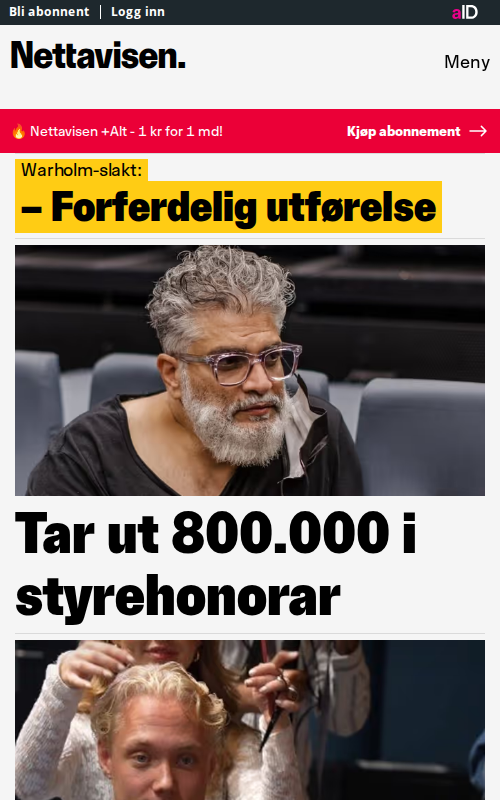 Bli abonnent | Logg inn
aID
Nettavisen.
Meny
🔥 Nettavisen +Alt - 1 kr for 1 md!
Kjøp abonnement →
Warholm-slakt:
– Forferdelig utførelse
Tar ut 800.000 i
styrehonorar